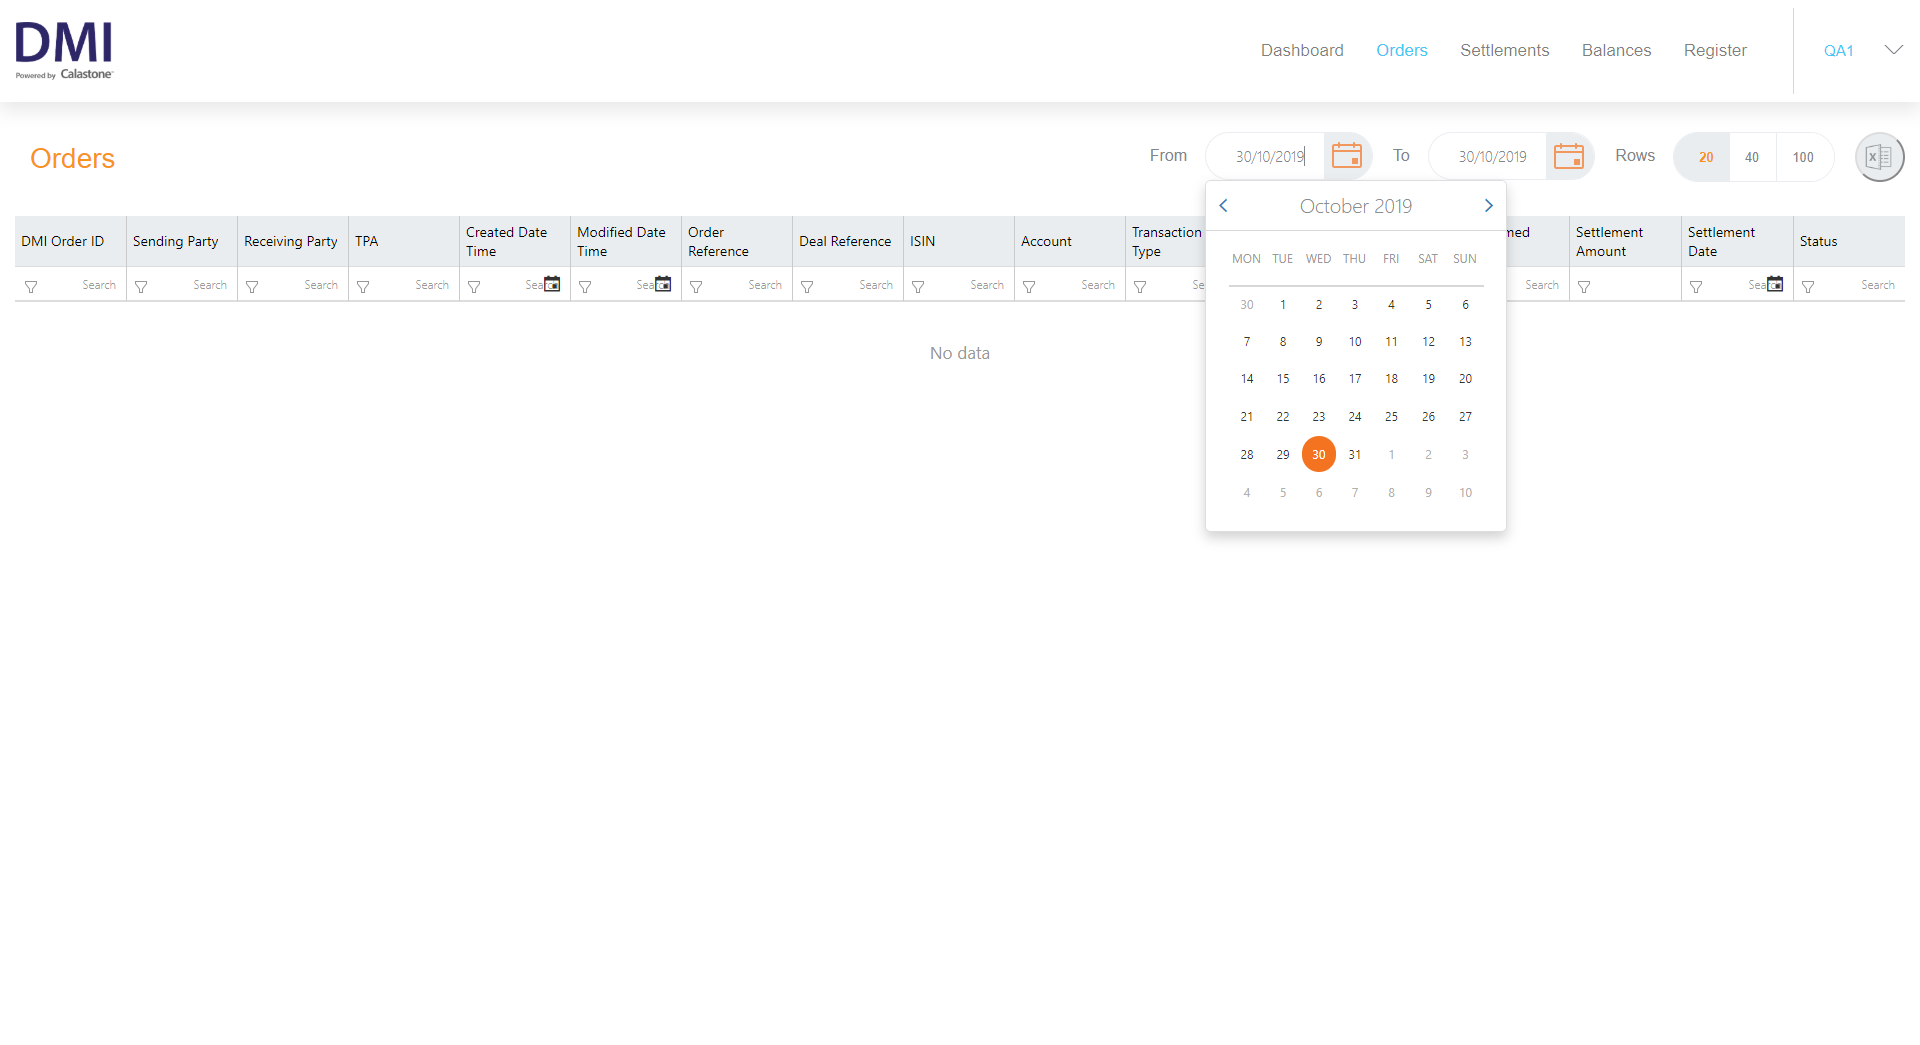 DMI
Powered by Calastone
Dashboard Orders Settlements Balances Register QA1
Orders
From 30/10/2019 To 30/10/2019 Rows 20 40 100
October 2019
MON TUE WED THU FRI SAT SUN
30 1 2 3 4 5 6
7 8 9 10 11 12 13
14 15 16 17 18 19 20
21 22 23 24 25 26 27
28 29 30 31 1 2 3
4 5 6 7 8 9 10
DMI Order ID
Sending Party
Receiving Party
TPA
Created Date
Time
Modified Date
Time
Order
Reference
Deal Reference
ISIN
Account
Transaction
Type
med
Settlement
Amount
Settlement
Date
Status
Search Search Search Search Search Search Search Search Search Search Se Search Search Search
No data